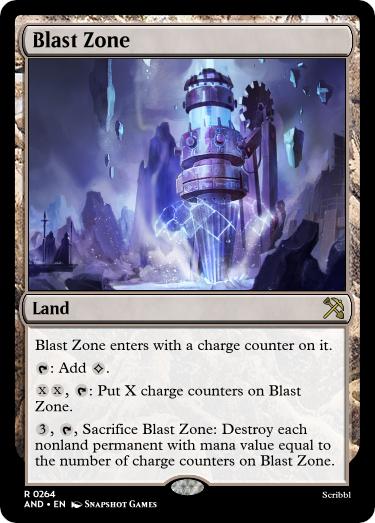 Blast Zone
Land
Blast Zone enters with a charge counter on it.
: Add .
X X, : Put X charge counters on Blast
Zone.
3, , Sacrifice Blast Zone: Destroy each
nonland permanent with mana value equal to
the number of charge counters on Blast Zone.
R 0264
Scribbl
AND • EN Snapshot Games